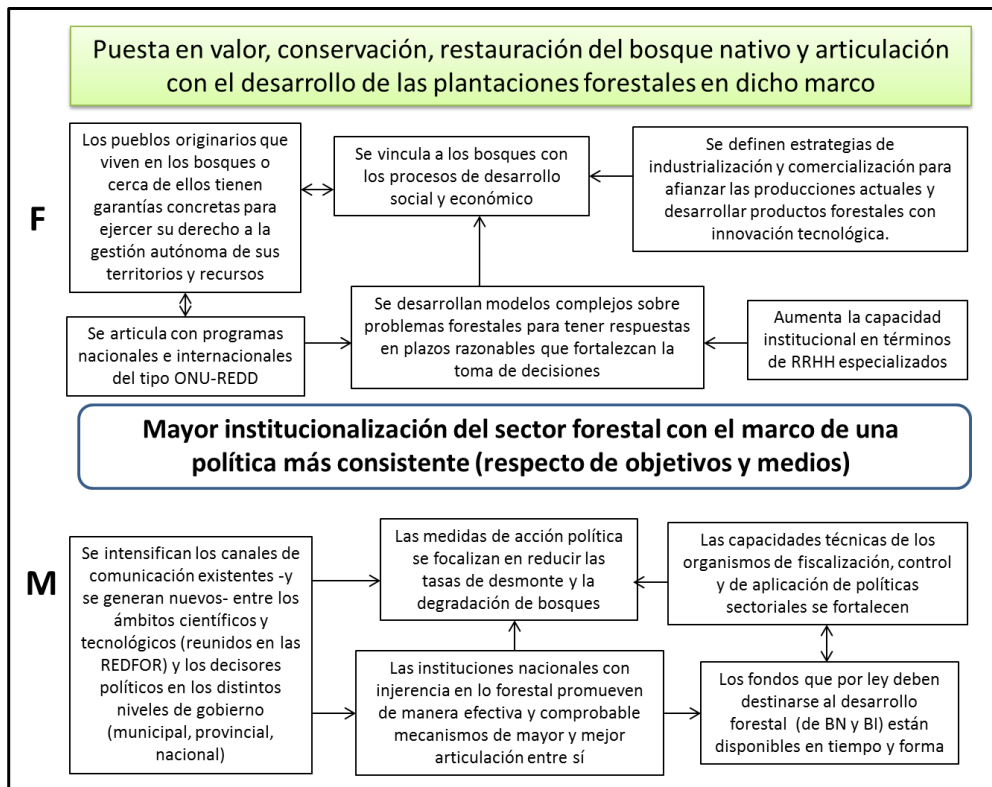 Puesta en valor, conservación, restauración del bosque nativo y articulación
con el desarrollo de las plantaciones forestales en dicho marco
F
Los pueblos originarios que
viven en los bosques o
cerca de ellos tienen
garantías concretas para
ejercer su derecho a la
gestión autónoma de sus
territorios y recursos
Se vincula a los bosques con
los procesos de desarrollo
social y económico
Se definen estrategias de
industrialización y comercialización para
afianzar las producciones actuales y
desarrollar productos forestales con
innovación tecnológica.
Se articula con programas
nacionales e internacionales
del tipo ONU-REDD
Se desarrollan modelos complejos sobre
problemas forestales para tener respuestas
en plazos razonables que fortalezcan la
toma de decisiones
Aumenta la capacidad
institucional en términos
de RRHH especializados
Mayor institucionalización del sector forestal con el marco de una
política más consistente (respecto de objetivos y medios)
M
Se intensifican los canales de
comunicación existentes -y
se generan nuevos- entre los
ámbitos científicos y
tecnológicos (reunidos en las
REDFOR) y los decisores
políticos en los distintos
niveles de gobierno
(municipal, provincial,
nacional)
Las medidas de acción política
se focalizan en reducir las
tasas de desmonte y la
degradación de bosques
Las capacidades técnicas de los
organismos de fiscalización, control
y de aplicación de políticas
sectoriales se fortalecen
Las instituciones nacionales con
injerencia en lo forestal promueven
de manera efectiva y comprobable
mecanismos de mayor y mejor
articulación entre sí
Los fondos que por ley deben
destinarse al desarrollo
forestal (de BN y BI) están
disponibles en tiempo y forma